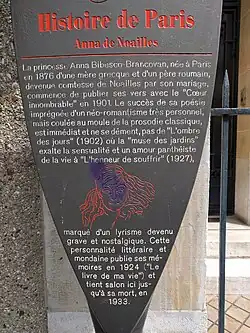 Histoire de Paris
Anna de Noailles
La princesse Anna Bibesco-Brancovan, née à Paris
en 1876 d'une mère grecque et d'un père roumain,
devenue comtesse de Noailles par son mariage,
commence de publier ses vers avec le "Cœur
innombrable" en 1901. Le succès de sa poésie
imprégnée d'un néo-romantisme très personnel,
mais coulée au moule de la prosodie classique,
est immédiat et ne se dément, pas de "L'ombre
des jours" (1902) où la "muse des jardins"
exalte la sensualité et un amour panthéiste
de la vie à "L'honneur de souffrir" (1927),
marqué d'un lyrisme devenu
grave et nostalgique. Cette
personnalité littéraire et
mondaine publie ses mé-
moires en 1924 ("Le
livre de ma vie") et
tient salon ici jus-
qu'à sa mort, en
1933.